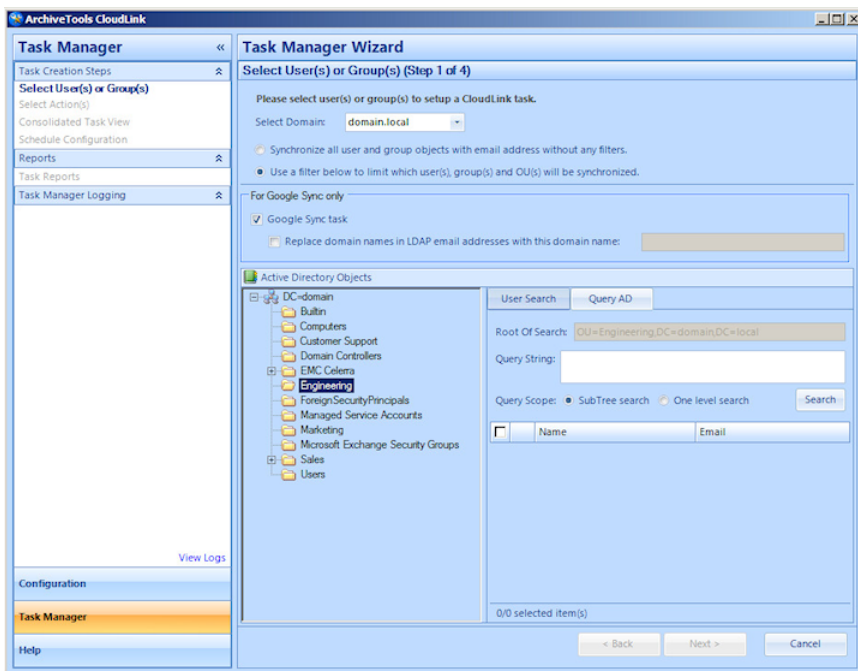 ArchiveTools CloudLink
Task Manager «
Task Creation Steps
Select User(s) or Group(s)
Select Action(s)
Consolidated Task View
Schedule Configuration
Reports
Task Reports
Task Manager Logging
View Logs
Configuration
Task Manager
Help
Task Manager Wizard
Select User(s) or Group(s) (Step 1 of 4)
Please select user(s) or group(s) to setup a CloudLink task.
Select Domain: domain.local
Synchronize all user and group objects with email address without any filters.
Use a filter below to limit which user(s), group(s) and OU(s) will be synchronized.
For Google Sync only
Google Sync task
Replace domain names in LDAP email addresses with this domain name:
Active Directory Objects
DC=domain
Builtin
Computers
Customer Support
Domain Controllers
EMC Celerra
Engineering
ForeignSecurityPrincipals
Managed Service Accounts
Marketing
Microsoft Exchange Security Groups
Sales
Users
User Search Query AD
Root Of Search: OU=Engineering,DC=domain,DC=local
Query String:
Query Scope: SubTree search One level search Search
Name Email
0/0 selected item(s)
< Back Next > Cancel